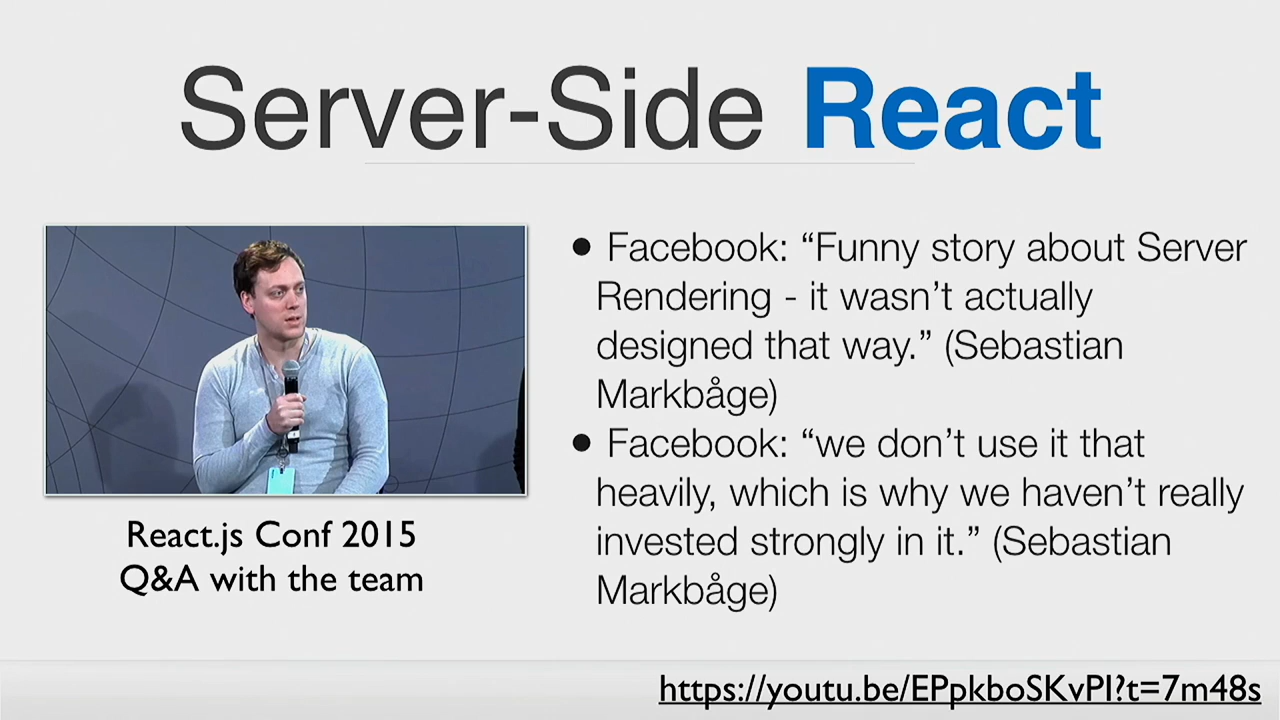 Server-Side React
React.js Conf 2015
Q&A with the team
● Facebook: “Funny story about Server
Rendering - it wasn’t actually
designed that way.” (Sebastian
Markbåge)
● Facebook: “we don’t use it that
heavily, which is why we haven’t really
invested strongly in it.” (Sebastian
Markbåge)
https://youtu.be/EPpkboSKvPI?t=7m48s